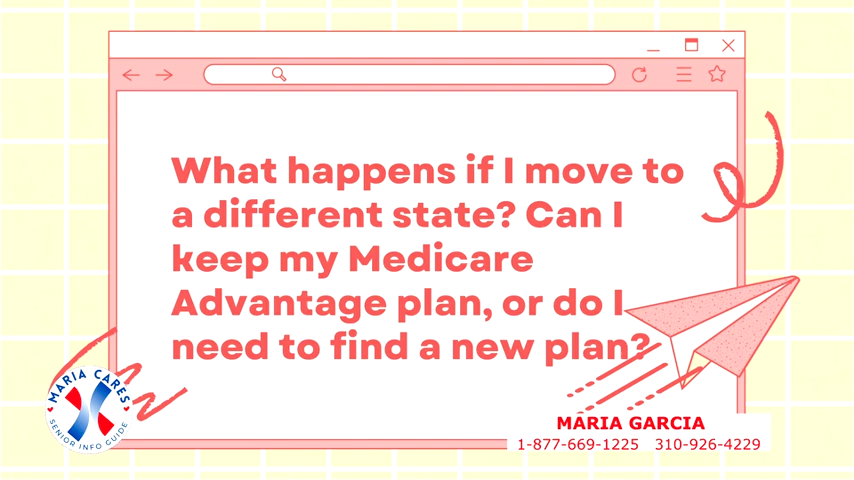 What happens if I move to
a different state? Can I
keep my Medicare
Advantage plan, or do I
need to find a new plan?
MARIA CARES
SENIOR INFO GUIDE
MARIA GARCIA
1-877-669-1225 310-926-4229